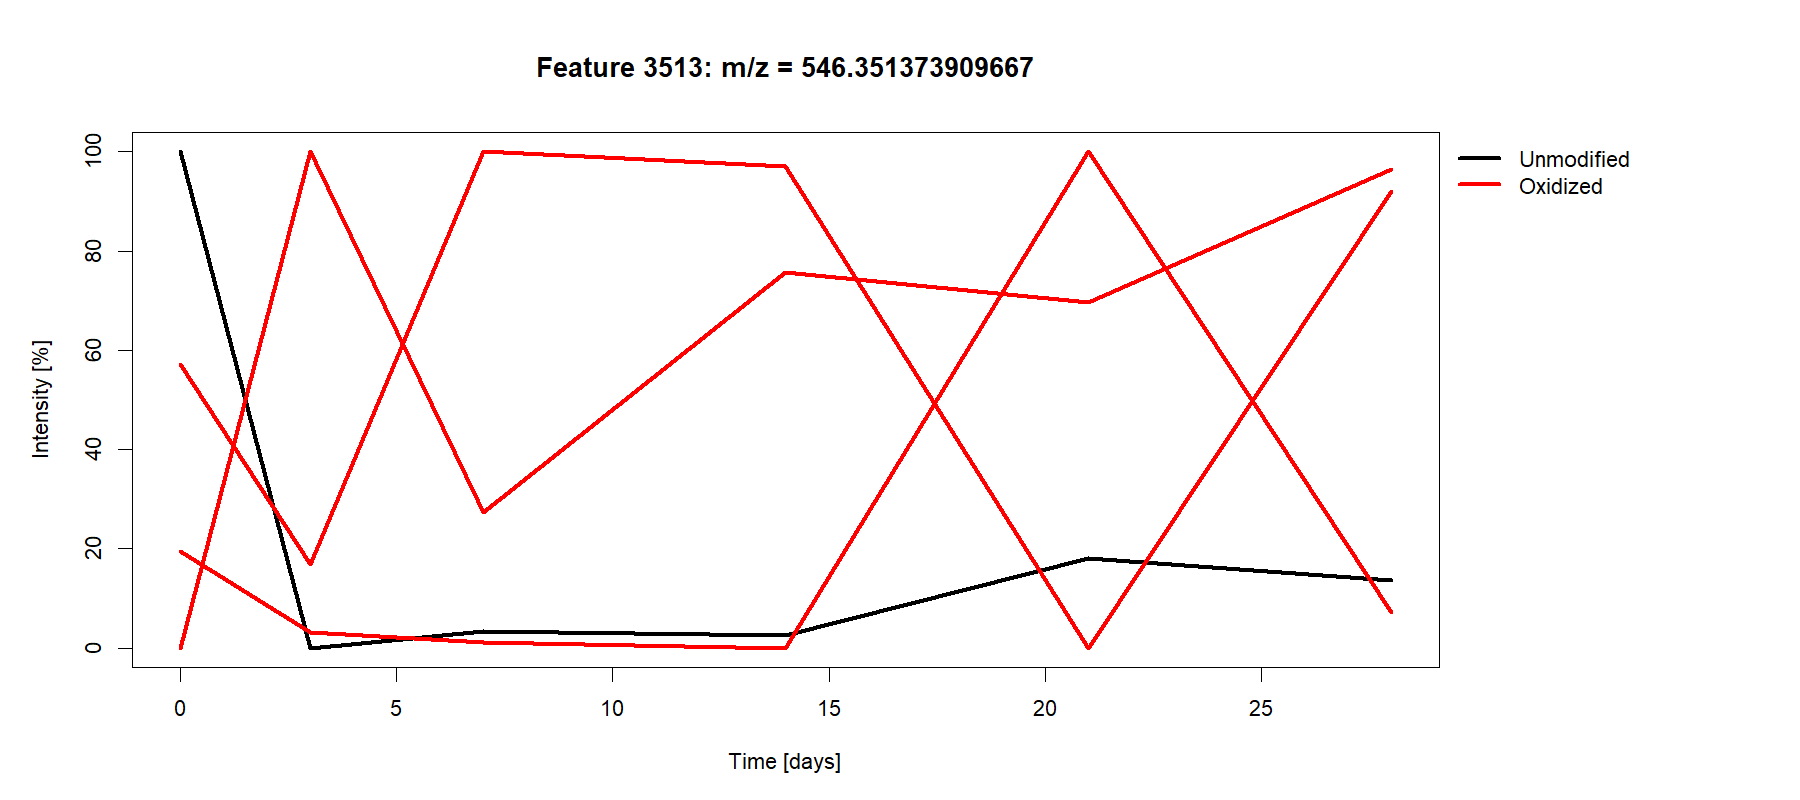 Feature 3513: m/z = 546.351373909667
Unmodified
Oxidized
Intensity [%]
100
80
60
40
20
0
0 5 10 15 20 25
Time [days]